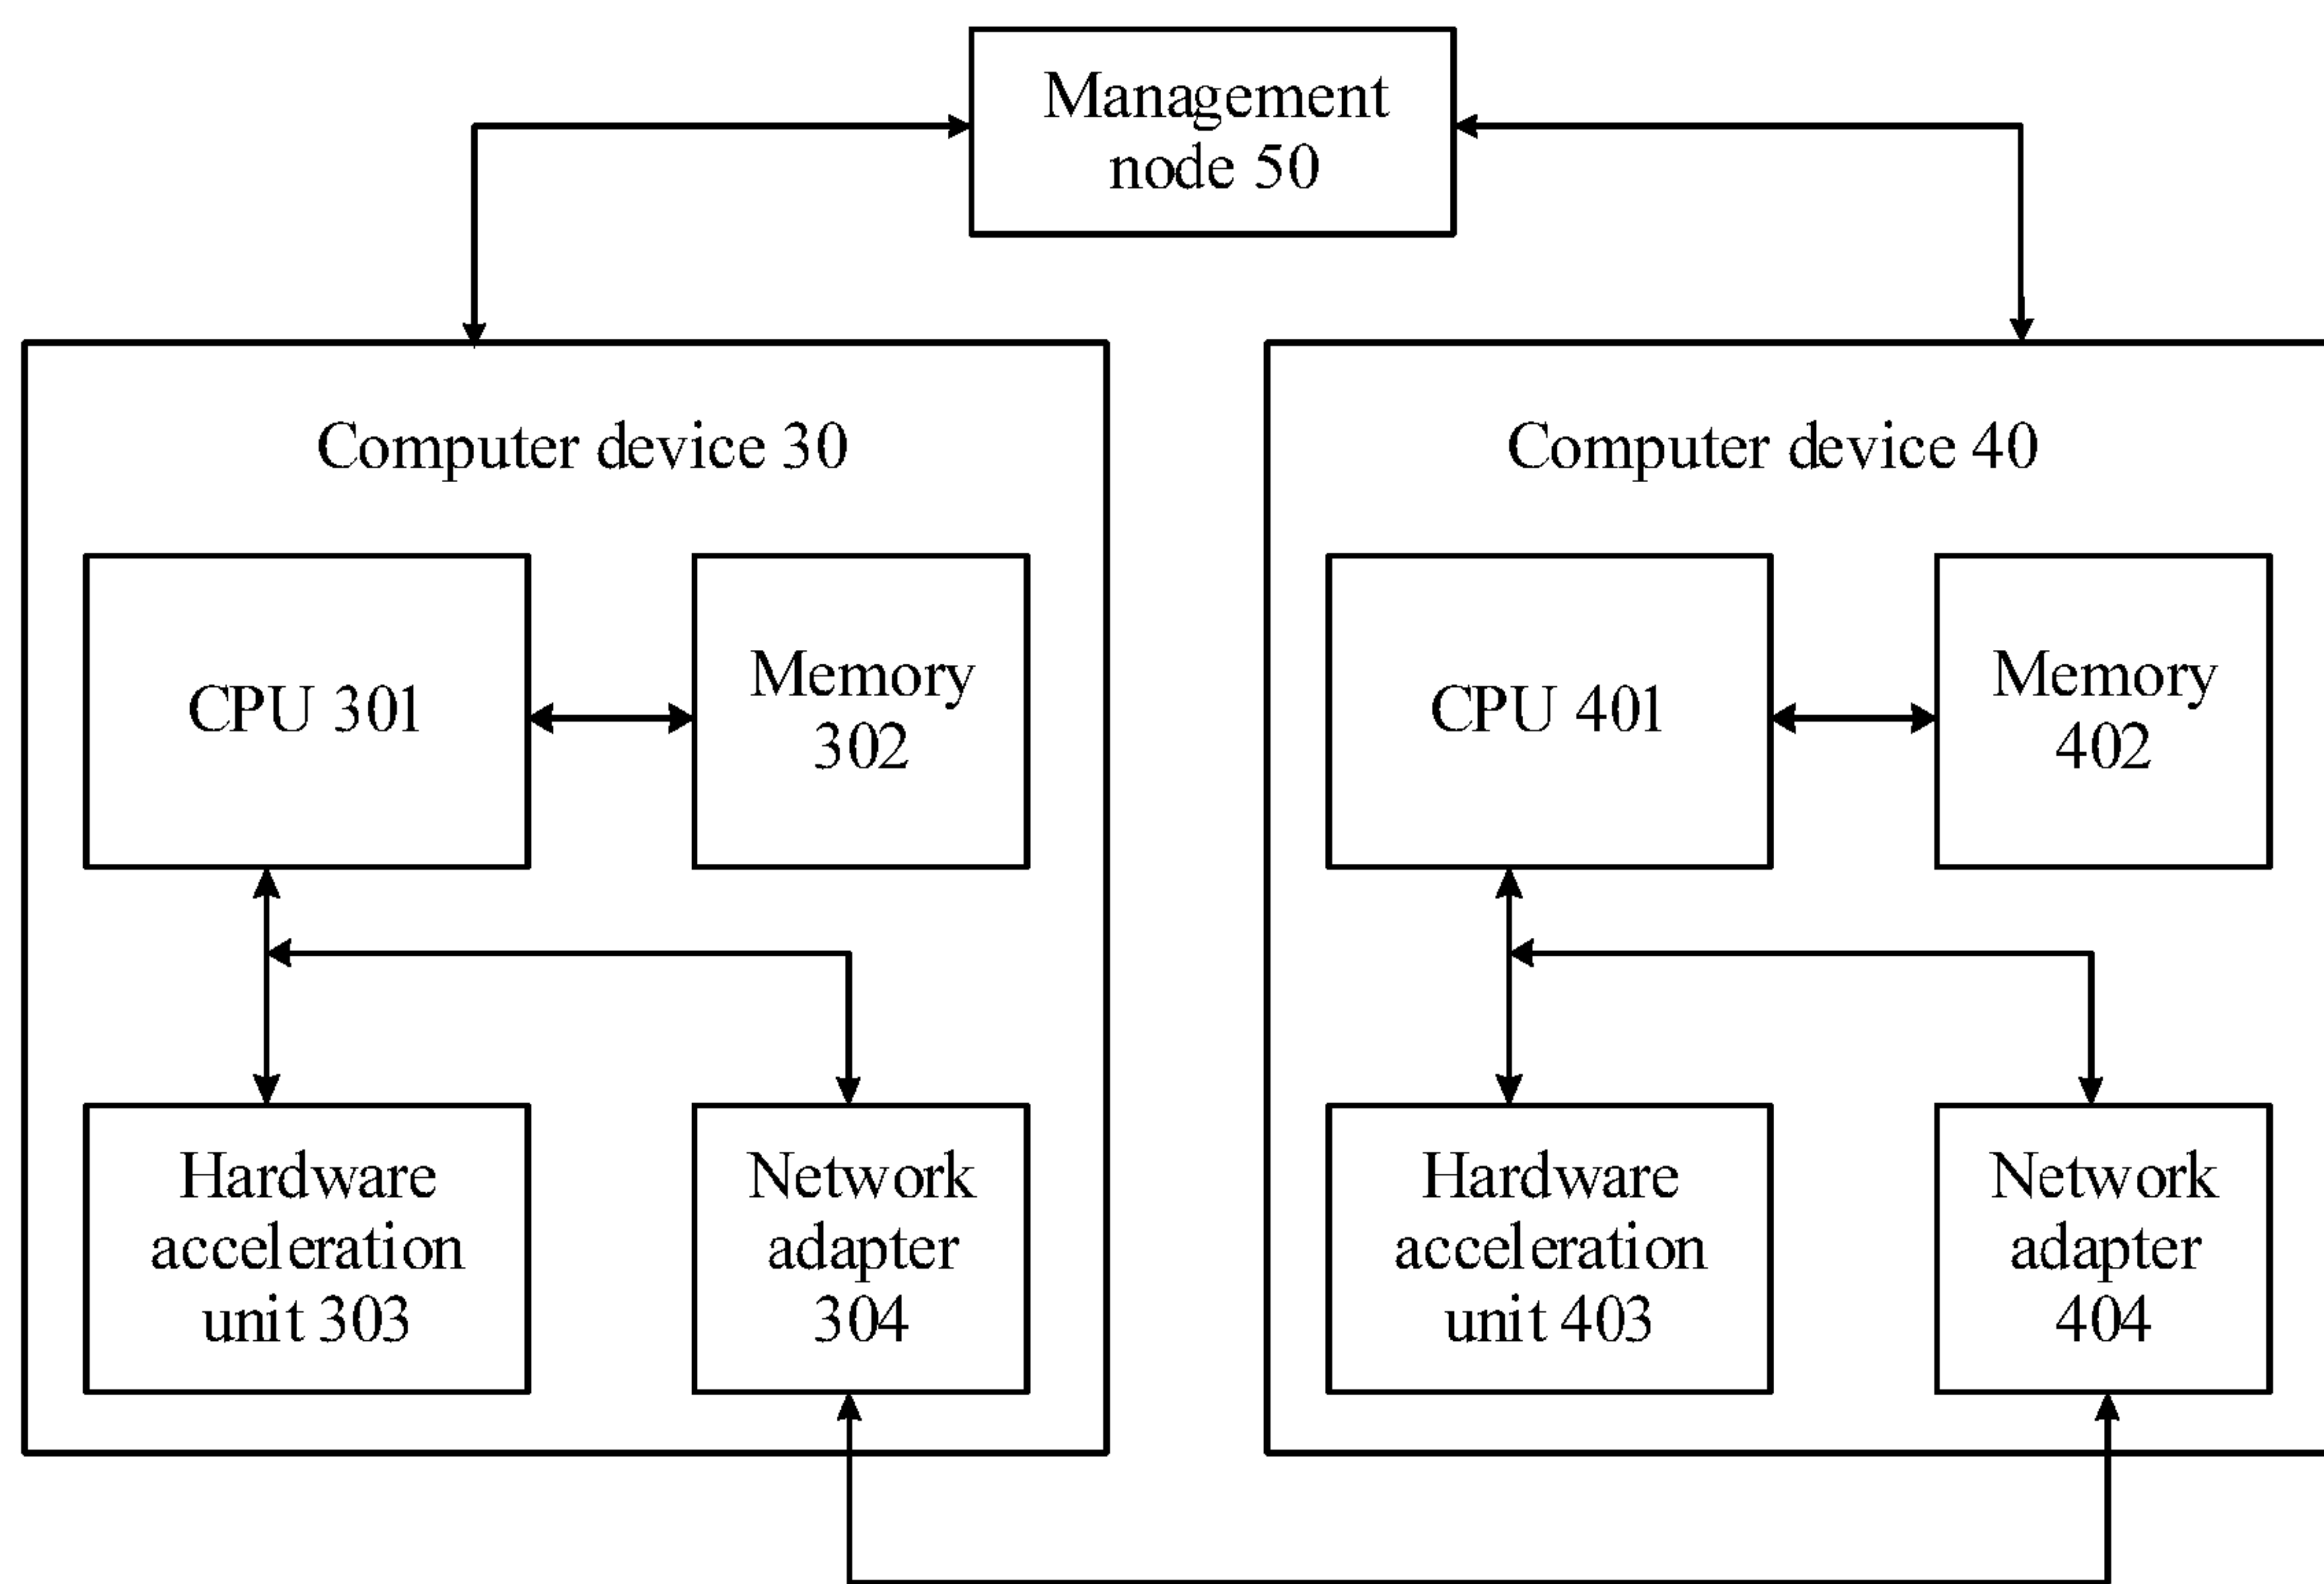 Management
node 50
Computer device 30
CPU 301
Memory
302
Hardware
acceleration
unit 303
Network
adapter
304
Computer device 40
CPU 401
Memory
402
Hardware
acceleration
unit 403
Network
adapter
404